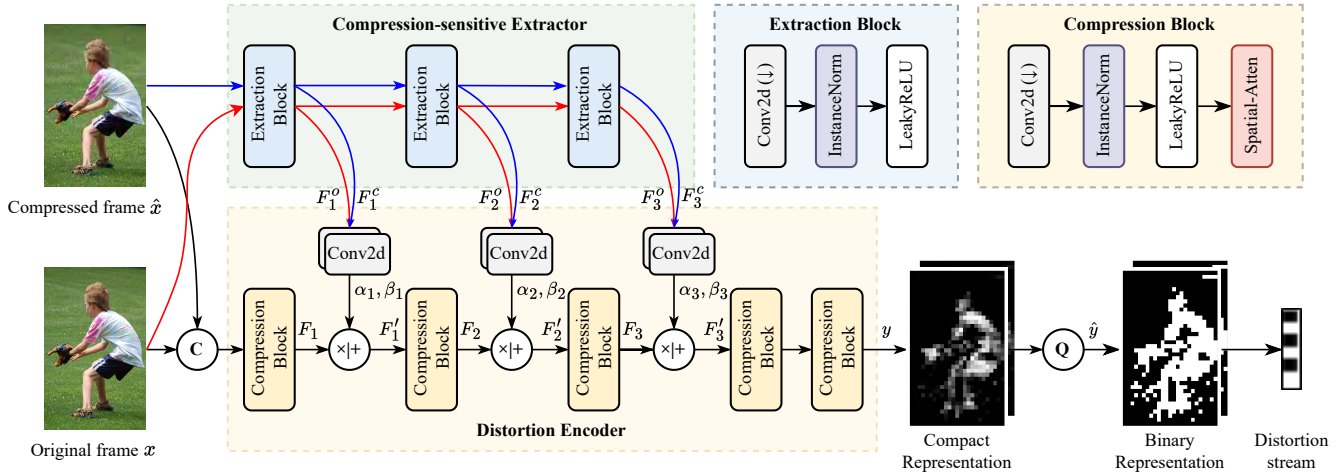 Compression-sensitive Extractor
Extraction Block
Compression Block
Extraction
Block
Extraction
Block
Extraction
Block
Conv2d (↓)
InstanceNorm
LeakyReLU
Conv2d (↓)
InstanceNorm
LeakyReLU
Spatial-Atten
Compressed frame x̂
F₁ᵒ F₁ᶜ
F₂ᵒ F₂ᶜ
F₃ᵒ F₃ᶜ
Conv2d
Conv2d
Conv2d
α₁, β₁
α₂, β₂
α₃, β₃
C
Compression
Block
F₁
×|+
F₁′
Compression
Block
F₂
×|+
F₂′
Compression
Block
F₃
×|+
F₃′
Compression
Block
Compression
Block
y
Q
ŷ
Distortion Encoder
Original frame x
Compact
Representation
Binary
Representation
Distortion
stream